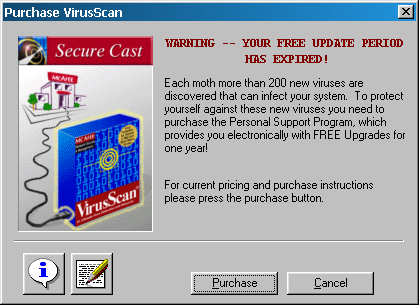 Purchase VirusScan
Secure Cast
WARNING -- YOUR FREE UPDATE PERIOD
HAS EXPIRED!
Each moth more than 200 new viruses are
discovered that can infect your system. To protect
yourself against these new viruses you need to
purchase the Personal Support Program, which
provides you electronically with FREE Upgrades for
one year!
For current pricing and purchase instructions
please press the purchase button.
MCAFEE
MCAFEE
VirusScan
Purchase
Cancel